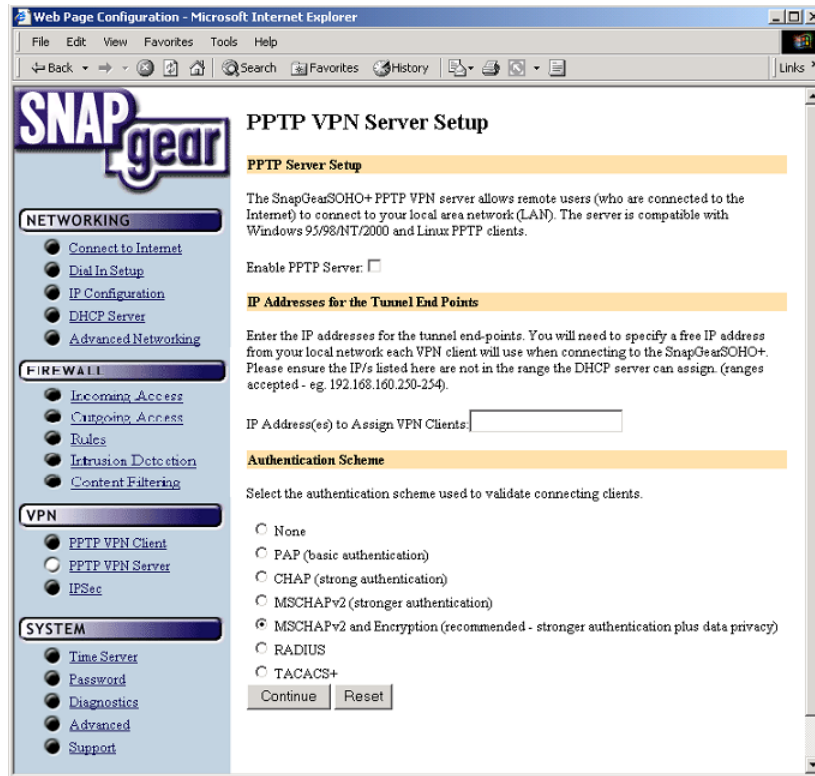 Web Page Configuration - Microsoft Internet Explorer
File Edit View Favorites Tools Help
Back Search Favorites History Links
SNAP
gear
NETWORKING
Connect to Internet
Dial In Setup
IP Configuration
DHCP Server
Advanced Networking
FIREWALL
Incoming Access
Outgoing Access
Rules
Intrusion Detection
Content Filtering
VPN
PPTP VPN Client
PPTP VPN Server
IPSec
SYSTEM
Time Server
Password
Diagnostics
Advanced
Support
PPTP VPN Server Setup
PPTP Server Setup
The SnapGearSOHO+ PPTP VPN server allows remote users (who are connected to the
Internet) to connect to your local area network (LAN). The server is compatible with
Windows 95/98/NT/2000 and Linux PPTP clients.
Enable PPTP Server:
IP Addresses for the Tunnel End Points
Enter the IP addresses for the tunnel end-points. You will need to specify a free IP address
from your local network each VPN client will use when connecting to the SnapGearSOHO+.
Please ensure the IP/s listed here are not in the range the DHCP server can assign. (ranges
accepted - eg. 192.168.160.250-254).
IP Address(es) to Assign VPN Clients:
Authentication Scheme
Select the authentication scheme used to validate connecting clients.
None
PAP (basic authentication)
CHAP (strong authentication)
MSCHAPv2 (stronger authentication)
MSCHAPv2 and Encryption (recommended - stronger authentication plus data privacy)
RADIUS
TACACS+
Continue Reset